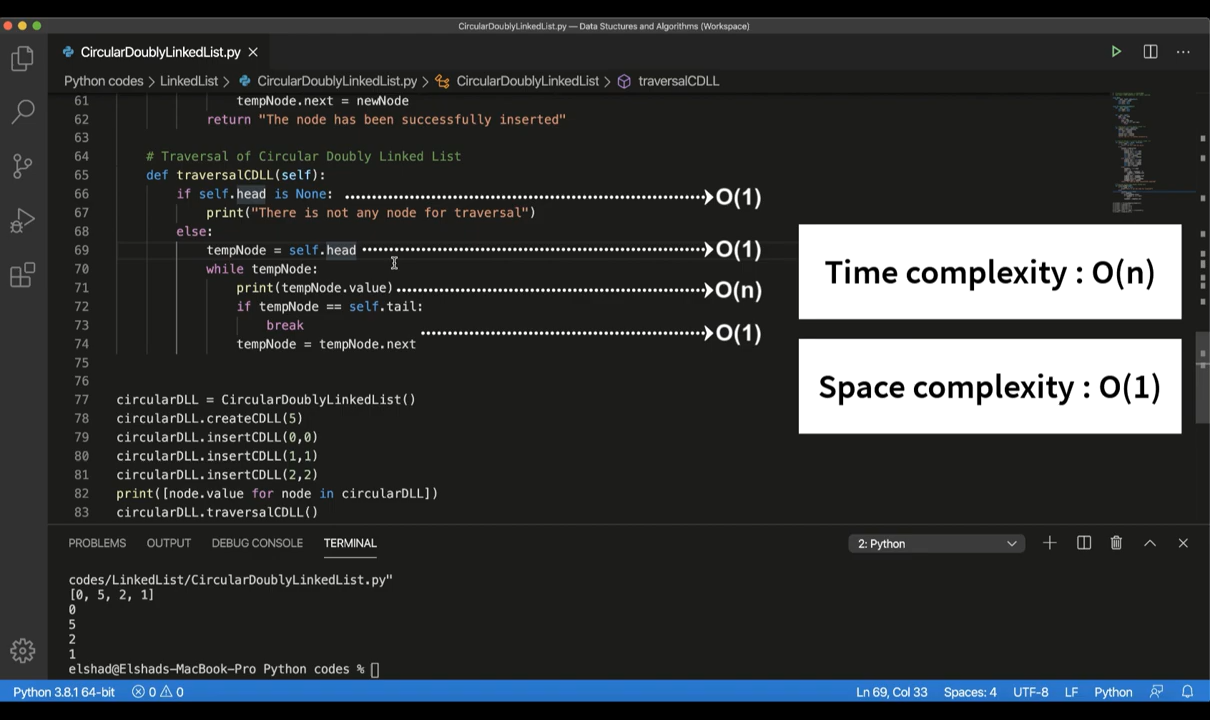 CircularDoublyLinkedList.py — Data Stuctures and Algorithms (Workspace)
CircularDoublyLinkedList.py
Python codes > LinkedList > CircularDoublyLinkedList.py > CircularDoublyLinkedList > traversalCDLL
61 tempNode.next = newNode
62 return "The node has been successfully inserted"
63
64 # Traversal of Circular Doubly Linked List
65 def traversalCDLL(self):
66 if self.head is None: O(1)
67 print("There is not any node for traversal")
68 else:
69 tempNode = self.head O(1)
70 while tempNode:
71 print(tempNode.value) O(n)
72 if tempNode == self.tail:
73 break O(1)
74 tempNode = tempNode.next
75
76
77 circularDLL = CircularDoublyLinkedList()
78 circularDLL.createCDLL(5)
79 circularDLL.insertCDLL(0,0)
80 circularDLL.insertCDLL(1,1)
81 circularDLL.insertCDLL(2,2)
82 print([node.value for node in circularDLL])
83 circularDLL.traversalCDLL()
Time complexity : O(n)
Space complexity : O(1)
PROBLEMS OUTPUT DEBUG CONSOLE TERMINAL 2: Python
codes/LinkedList/CircularDoublyLinkedList.py"
[0, 5, 2, 1]
0
5
2
1
elshad@Elshads-MacBook-Pro Python codes %
Python 3.8.1 64-bit 0 0 Ln 69, Col 33 Spaces: 4 UTF-8 LF Python